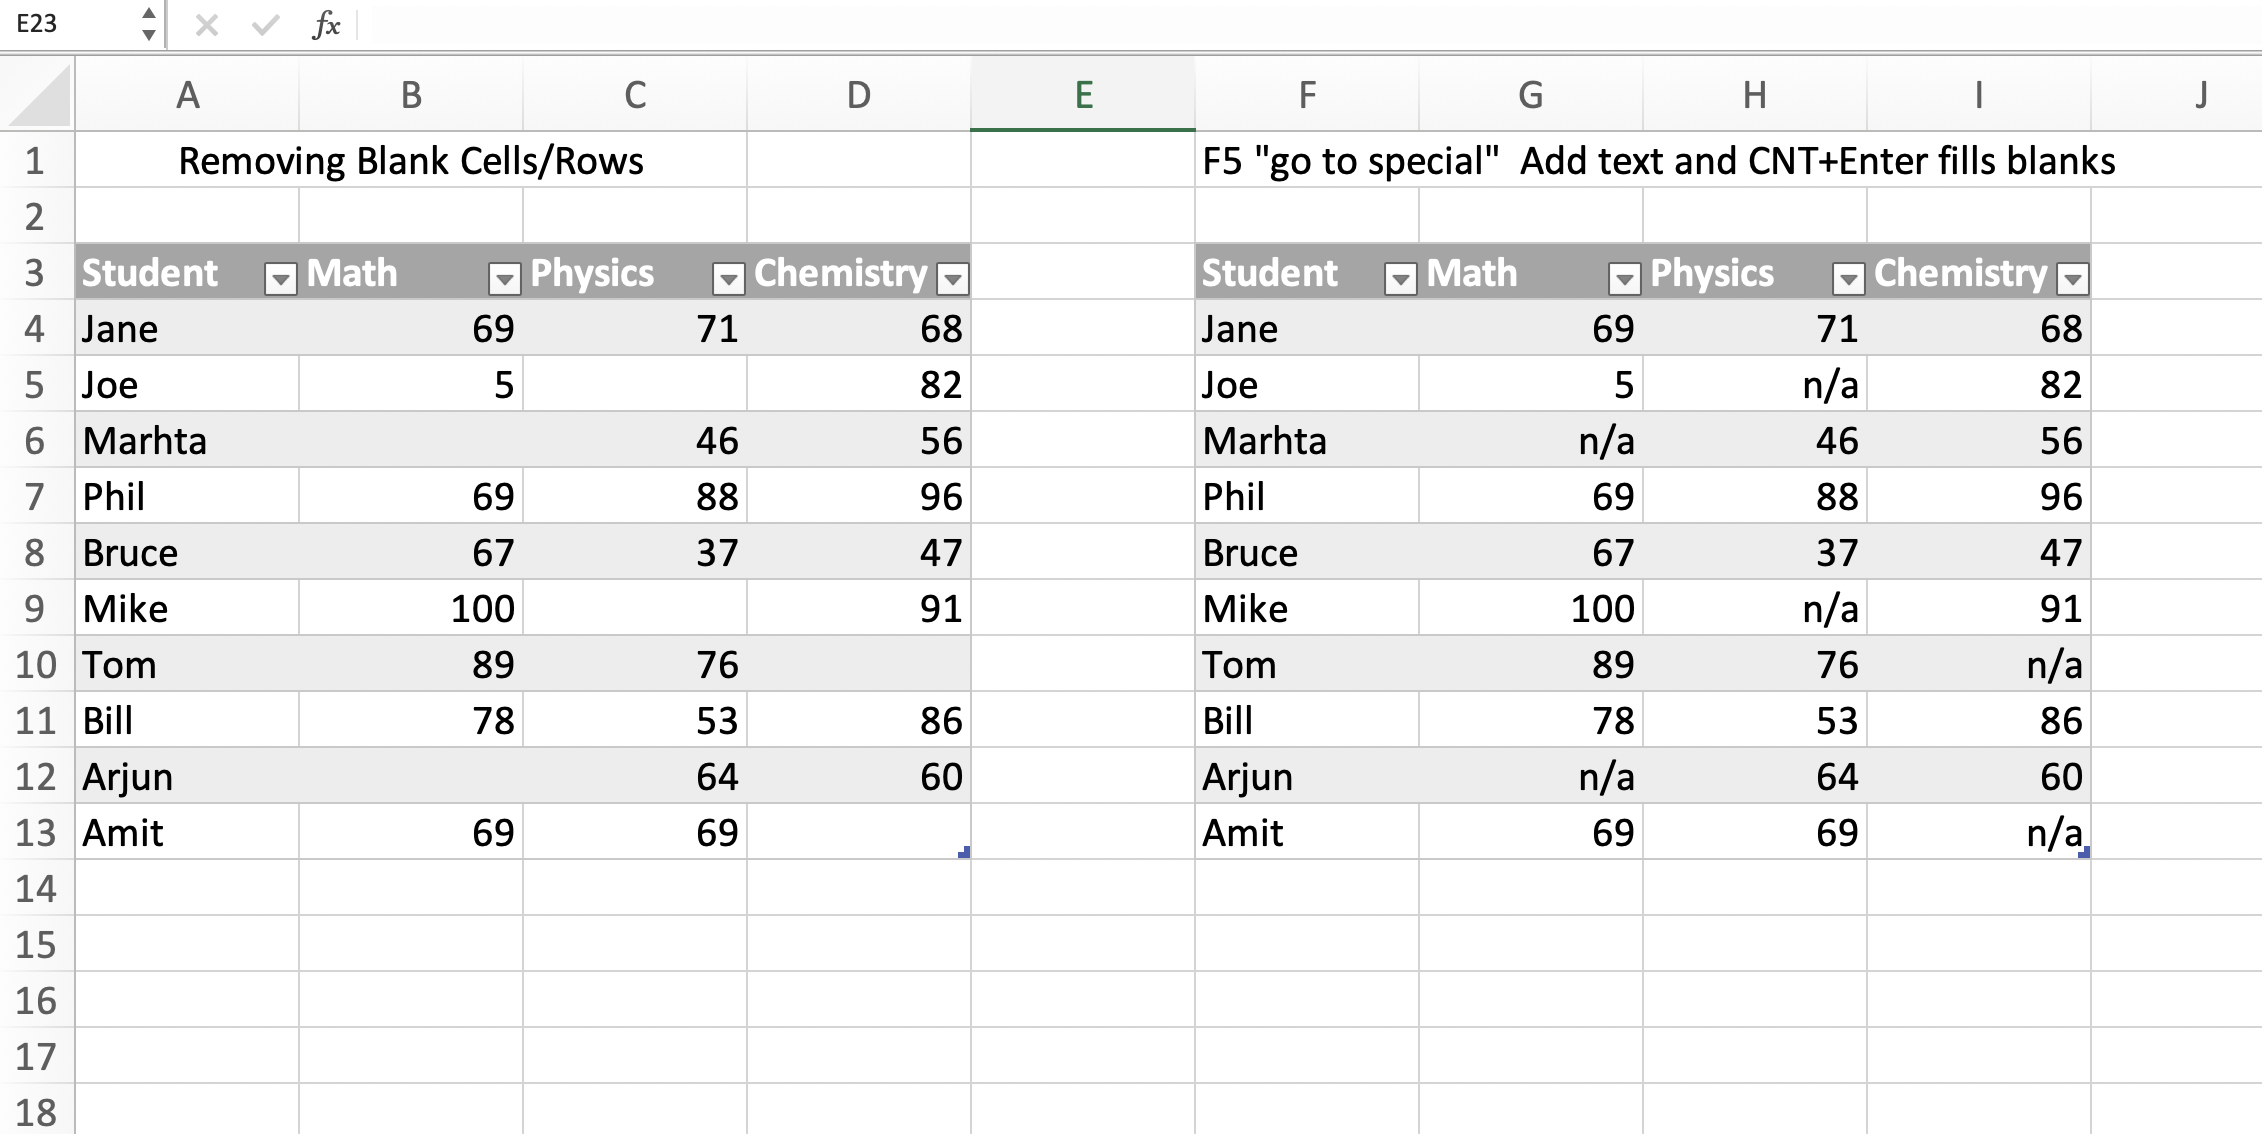 E23 fx
A B C D E F G H I J
1 Removing Blank Cells/Rows F5 "go to special"  Add text and CNT+Enter fills blanks
2
3 Student Math Physics Chemistry Student Math Physics Chemistry
4 Jane 69 71 68 Jane 69 71 68
5 Joe 5 82 Joe 5 n/a 82
6 Marhta 46 56 Marhta n/a 46 56
7 Phil 69 88 96 Phil 69 88 96
8 Bruce 67 37 47 Bruce 67 37 47
9 Mike 100 91 Mike 100 n/a 91
10 Tom 89 76 Tom 89 76 n/a
11 Bill 78 53 86 Bill 78 53 86
12 Arjun 64 60 Arjun n/a 64 60
13 Amit 69 69 Amit 69 69 n/a
14
15
16
17
18